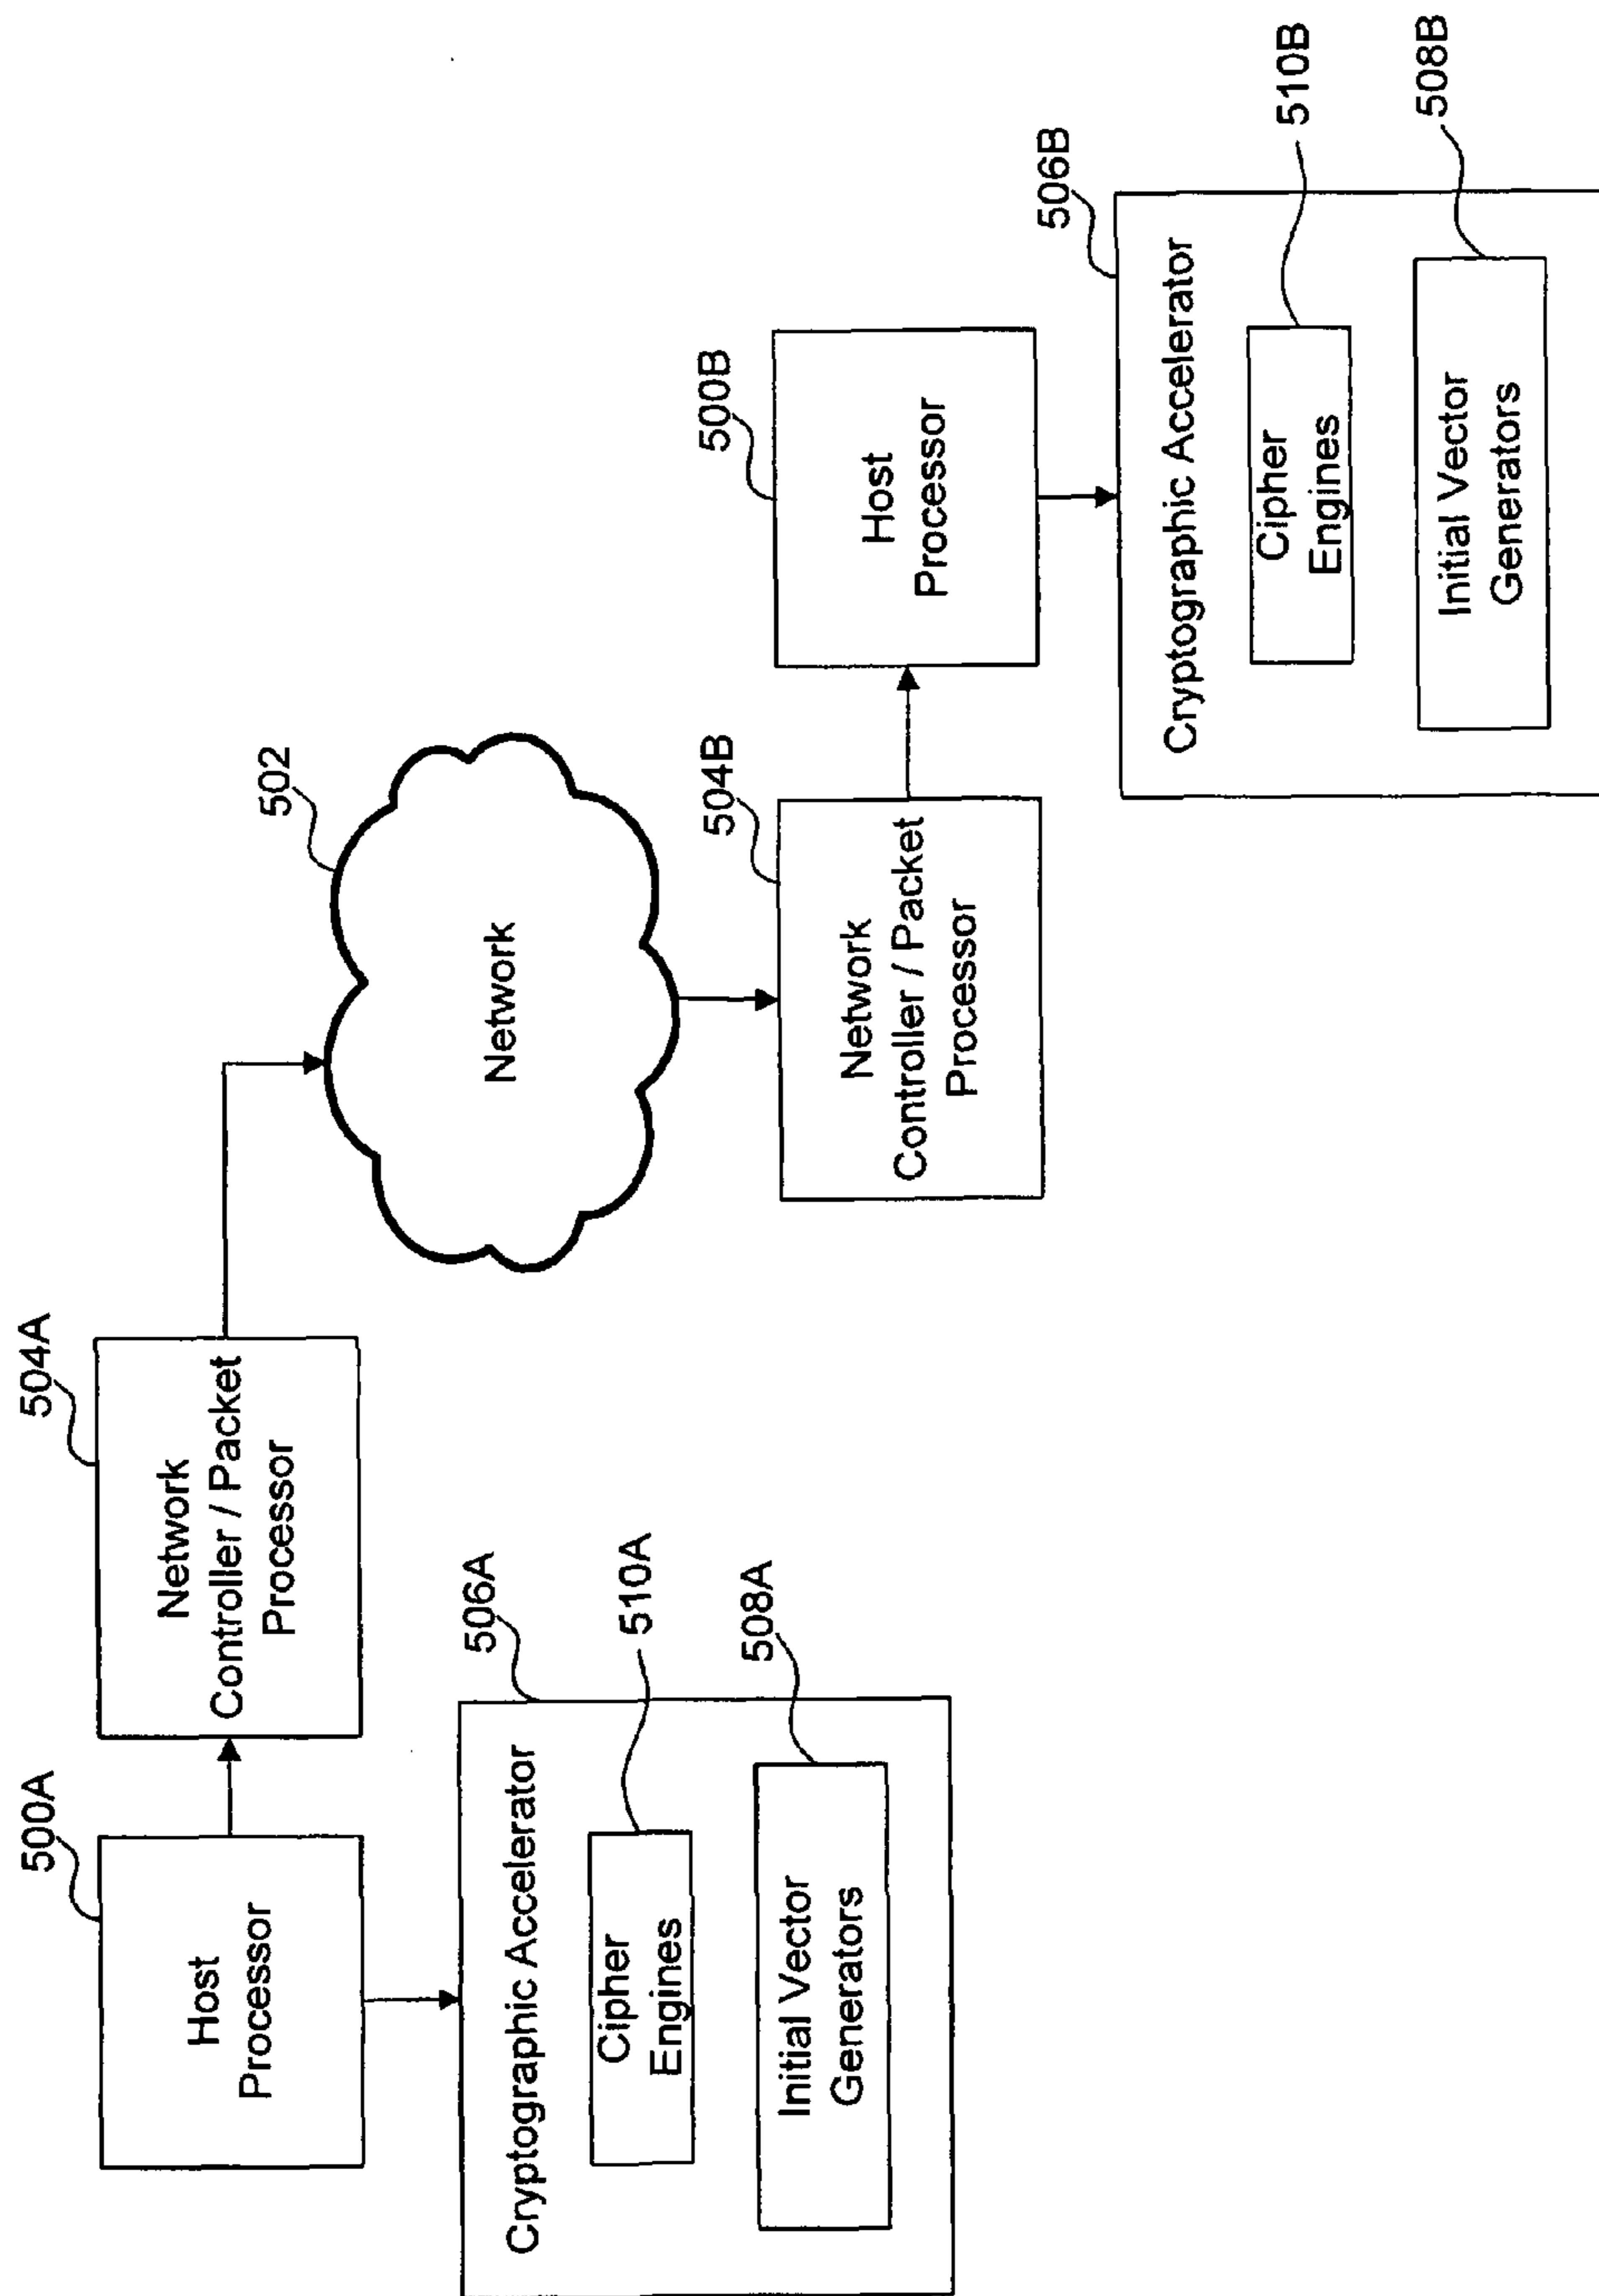 500A
Host
Processor
504A
Network
Controller / Packet
Processor
506A
Cryptographic Accelerator
510A
Cipher
Engines
508A
Initial Vector
Generators
502
Network
504B
Network
Controller / Packet
Processor
500B
Host
Processor
506B
Cryptographic Accelerator
510B
Cipher
Engines
508B
Initial Vector
Generators